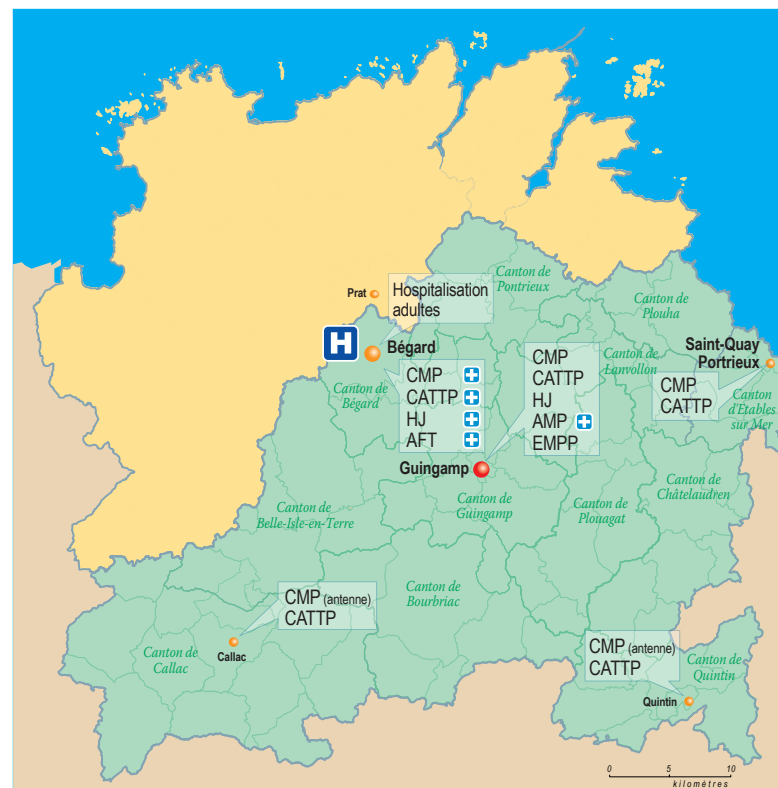 Canton de
Pontrieux
Prat
Hospitalisation
adultes
Canton de
Plouha
H
Bégard
Saint-Quay
Portrieux
Canton de
Lanvollon
CMP
CATTP
HJ
AFT
CMP
CATTP
HJ
AMP
EMPP
CMP
CATTP
Canton de
Bégard
Canton
d'Etables
sur Mer
Guingamp
Canton de
Châtelaudren
Canton de
Belle-Isle-en-Terre
Canton de
Guingamp
Canton de
Plouagat
Canton de
Bourbriac
CMP (antenne)
CATTP
Canton de
Callac
Callac
CMP (antenne)
CATTP
Canton de
Quintin
Quintin
0 5 10
kilomètres